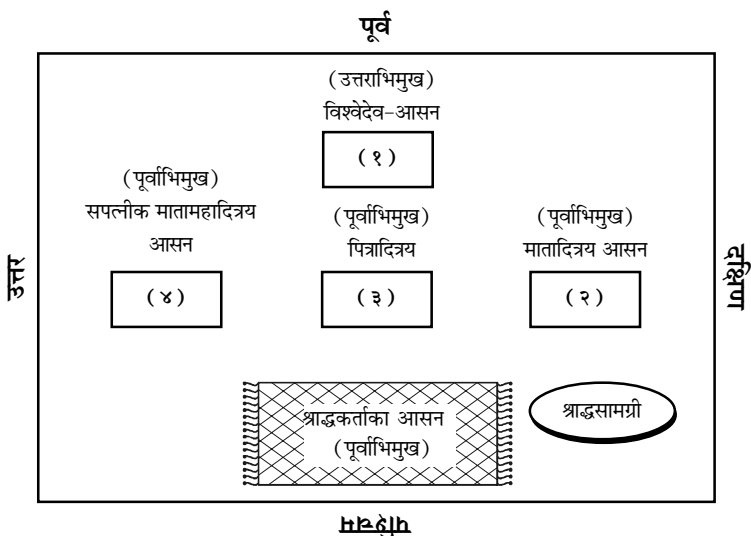 पूर्व
(उत्तराभिमुख)
विश्वेदेव-आसन
(१)
(पूर्वाभिमुख)
सपत्नीक मातामहादित्रय
आसन
(४)
(पूर्वाभिमुख)
पित्रादित्रय
(३)
(पूर्वाभिमुख)
मातादित्रय आसन
(२)
उत्तर
दक्षिण
श्राद्धकर्ताका आसन
(पूर्वाभिमुख)
श्राद्धसामग्री
पश्चिम